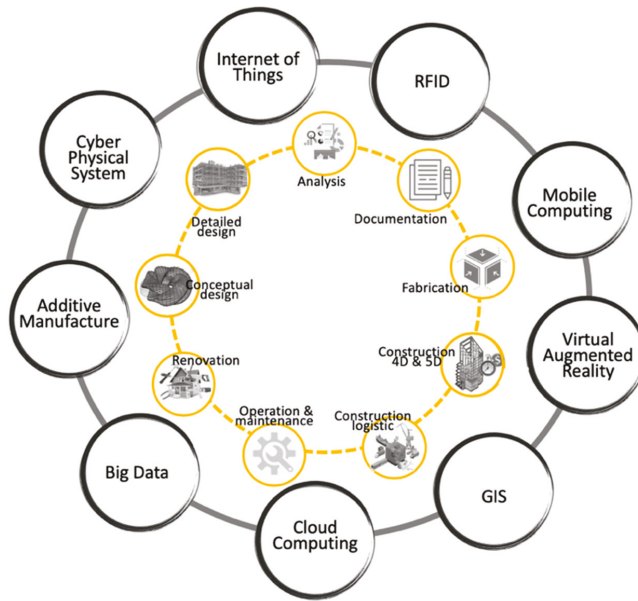 Internet of
Things
RFID
Cyber
Physical
System
Analysis
Detailed
design
Documentation
Mobile
Computing
Conceptual
design
Fabrication
Additive
Manufacture
Virtual
Augmented
Reality
Renovation
Construction
4D & 5D
Operation &
maintenance
Construction
logistic
Big Data
GIS
Cloud
Computing